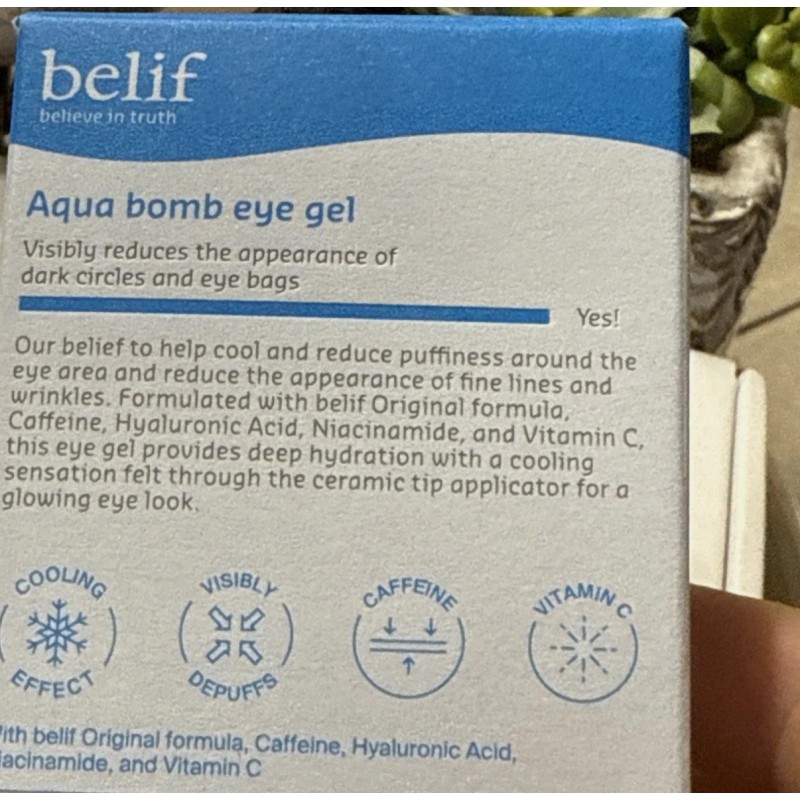 belif
believe in truth
Aqua bomb eye gel
Visibly reduces the appearance of
dark circles and eye bags
Yes!
Our belief to help cool and reduce puffiness around the
eye area and reduce the appearance of fine lines and
wrinkles. Formulated with belif Original formula,
Caffeine, Hyaluronic Acid, Niacinamide, and Vitamin C,
this eye gel provides deep hydration with a cooling
sensation felt through the ceramic tip applicator for a
glowing eye look.
COOLING
EFFECT
VISIBLY
DEPUFFS
CAFFEINE
VITAMIN C
ith belif Original formula, Caffeine, Hyaluronic Acid,
iacinamide, and Vitamin C